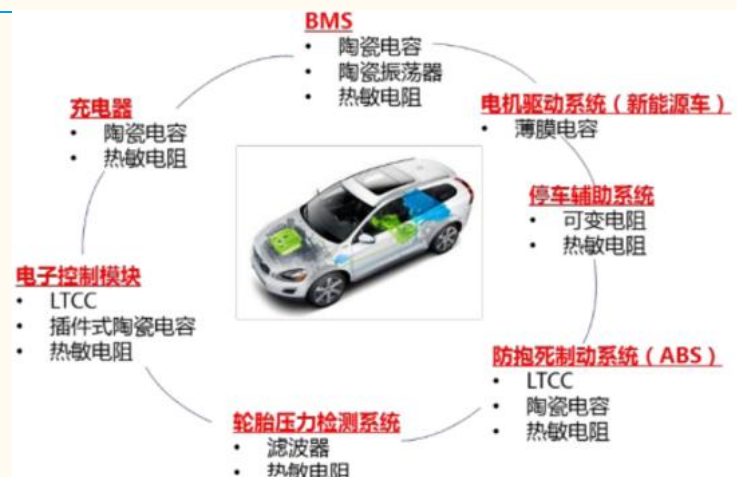 BMS
• 陶瓷电容
• 陶瓷振荡器
• 热敏电阻
电机驱动系统（新能源车）
• 薄膜电容
停车辅助系统
• 可变电阻
• 热敏电阻
防抱死制动系统（ABS）
• LTCC
• 陶瓷电容
• 热敏电阻
轮胎压力检测系统
• 滤波器
• 热敏电阻
电子控制模块
• LTCC
• 插件式陶瓷电容
• 热敏电阻
充电器
• 陶瓷电容
• 热敏电阻